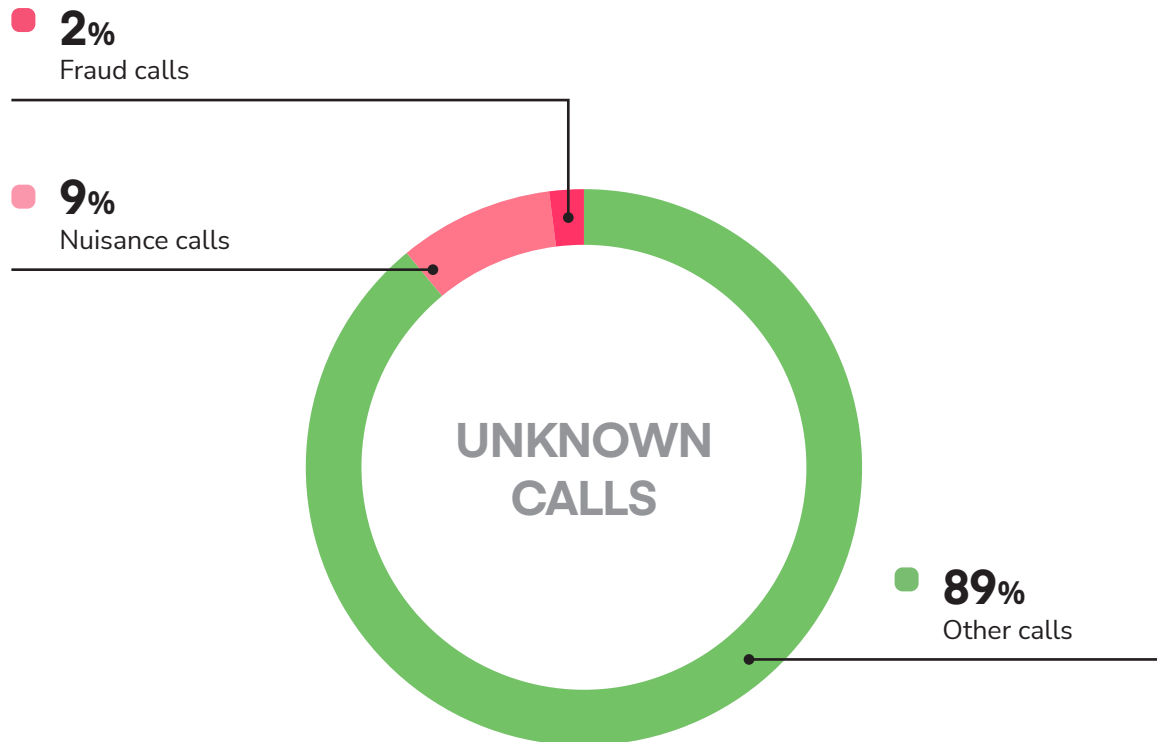 2%
Fraud calls
9%
Nuisance calls
UNKNOWN
CALLS
89%
Other calls